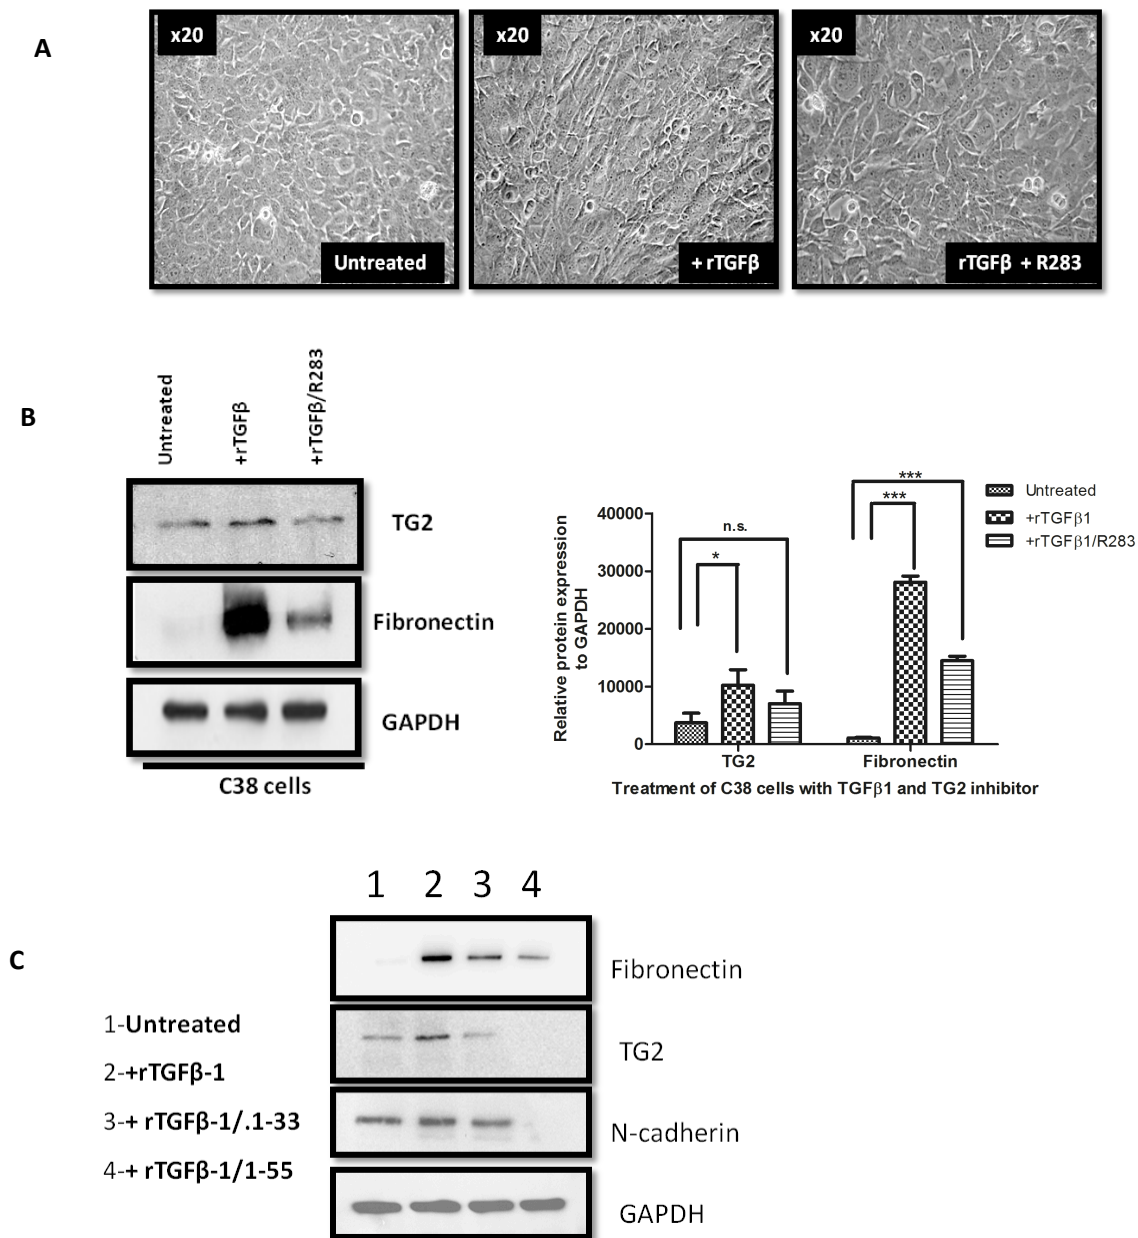 A
x20
Untreated
x20
+ rTGFβ
x20
rTGFβ + R283
B
Untreated
+rTGFβ
+rTGFβ/R283
TG2
Fibronectin
GAPDH
C38 cells
Relative protein expression
to GAPDH
40000
30000
20000
10000
0
n.s.
*
***
***
TG2
Fibronectin
Treatment of C38 cells with TGFβ1 and TG2 inhibitor
Untreated
+rTGFβ1
+rTGFβ1/R283
C
1 2 3 4
Fibronectin
TG2
N-cadherin
GAPDH
1-Untreated
2-+rTGFβ-1
3-+ rTGFβ-1/.1-33
4-+ rTGFβ-1/1-55